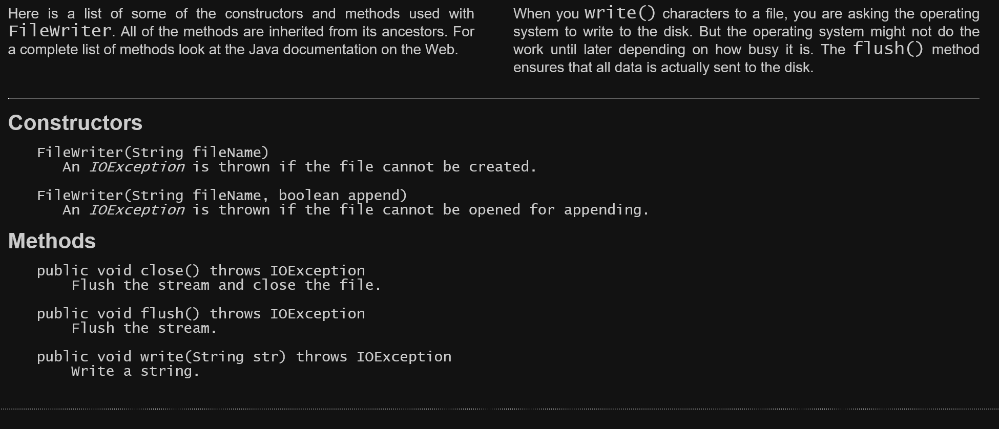 Here is a list of some of the constructors and methods used with
FileWriter. All of the methods are inherited from its ancestors. For
a complete list of methods look at the Java documentation on the Web.
When you write() characters to a file, you are asking the operating
system to write to the disk. But the operating system might not do the
work until later depending on how busy it is. The flush() method
ensures that all data is actually sent to the disk.
Constructors
FileWriter(String fileName)
An IOException is thrown if the file cannot be created.
FileWriter(String fileName, boolean append)
An IOException is thrown if the file cannot be opened for appending.
Methods
public void close() throws IOException
Flush the stream and close the file.
public void flush() throws IOException
Flush the stream.
public void write(String str) throws IOException
Write a string.